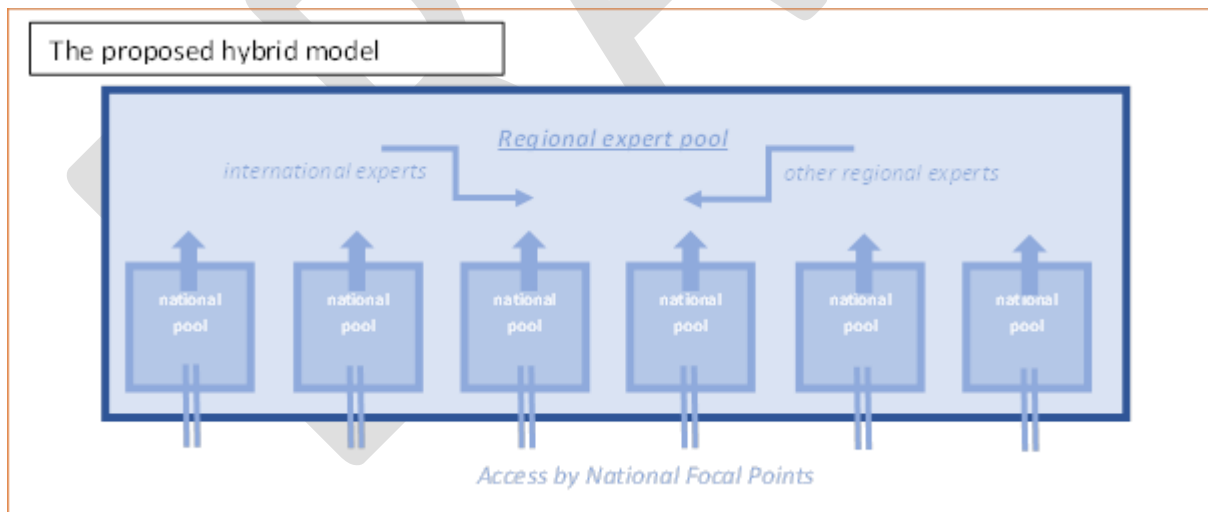 The proposed hybrid model
Regional expert pool
international experts
other regional experts
national
pool
national
pool
national
pool
national
pool
national
pool
national
pool
Access by National Focal Points